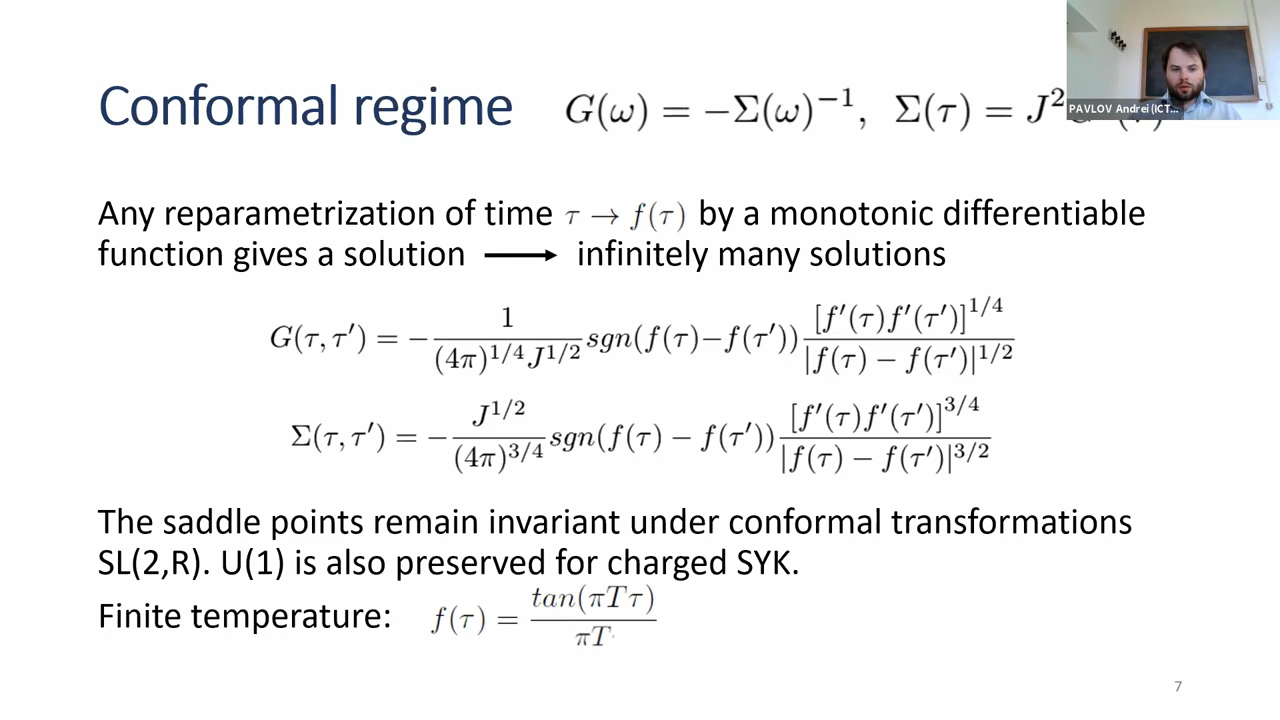 Conformal regime G(ω) = −Σ(ω)⁻¹, Σ(τ) = J²
PAVLOV Andrei (ICT...
Any reparametrization of time τ → f(τ) by a monotonic differentiable
function gives a solution ⟶ infinitely many solutions
G(τ, τ′) = − 1/((4π)^{1/4} J^{1/2}) sgn(f(τ)−f(τ′)) [f′(τ)f′(τ′)]^{1/4}/|f(τ) − f(τ′)|^{1/2}
Σ(τ, τ′) = − J^{1/2}/(4π)^{3/4} sgn(f(τ) − f(τ′)) [f′(τ)f′(τ′)]^{3/4}/|f(τ) − f(τ′)|^{3/2}
The saddle points remain invariant under conformal transformations
SL(2,R). U(1) is also preserved for charged SYK.
Finite temperature: f(τ) = tan(πTτ)/πT
7